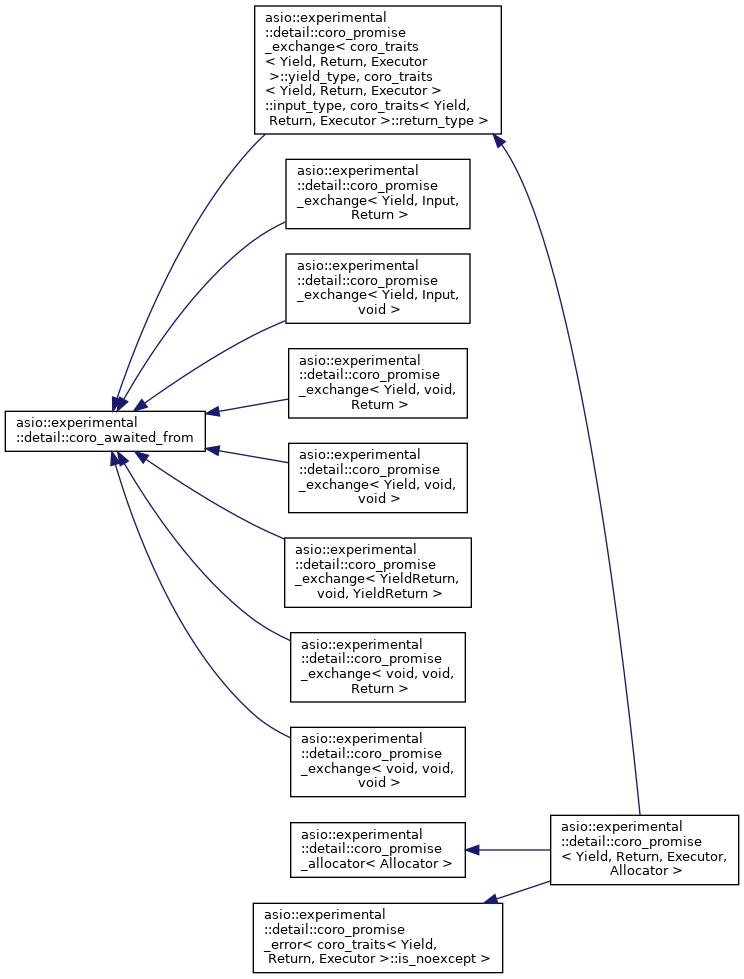 asio::experimental
::detail::coro_promise
_exchange< coro_traits
< Yield, Return, Executor
>::yield_type, coro_traits
< Yield, Return, Executor >
::input_type, coro_traits< Yield,
Return, Executor >::return_type >
asio::experimental
::detail::coro_promise
_exchange< Yield, Input,
Return >
asio::experimental
::detail::coro_promise
_exchange< Yield, Input,
void >
asio::experimental
::detail::coro_promise
_exchange< Yield, void,
Return >
asio::experimental
::detail::coro_awaited_from
asio::experimental
::detail::coro_promise
_exchange< Yield, void,
void >
asio::experimental
::detail::coro_promise
_exchange< YieldReturn,
void, YieldReturn >
asio::experimental
::detail::coro_promise
_exchange< void, void,
Return >
asio::experimental
::detail::coro_promise
_exchange< void, void,
void >
asio::experimental
::detail::coro_promise
_allocator< Allocator >
asio::experimental
::detail::coro_promise
< Yield, Return, Executor,
Allocator >
asio::experimental
::detail::coro_promise
_error< coro_traits< Yield,
Return, Executor >::is_noexcept >